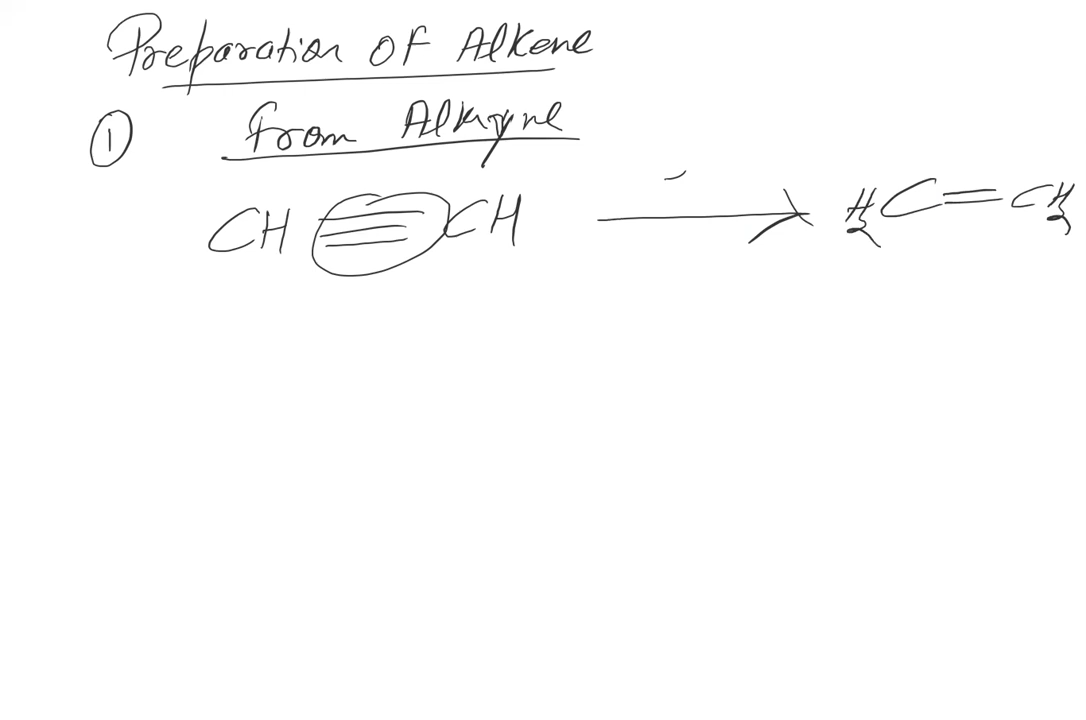 Preparation of Alkene
① from Alkyne
CH≡CH → H₂C=CH₂